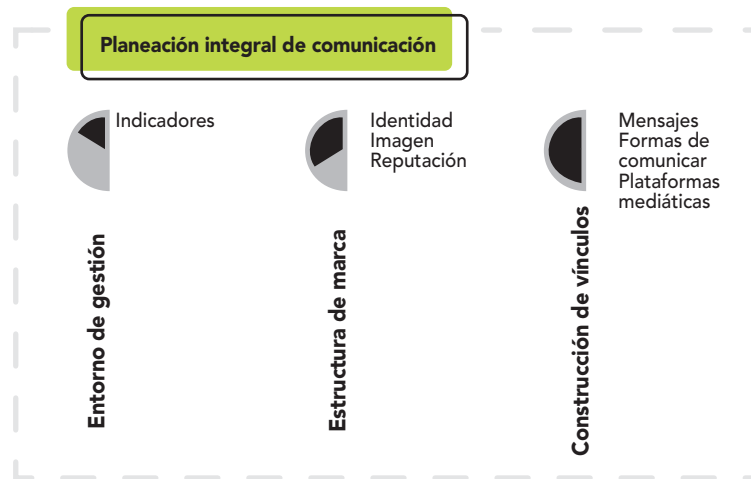 Planeación integral de comunicación
Indicadores
Entorno de gestión
Identidad
Imagen
Reputación
Estructura de marca
Mensajes
Formas de
comunicar
Plataformas
mediáticas
Construcción de vínculos